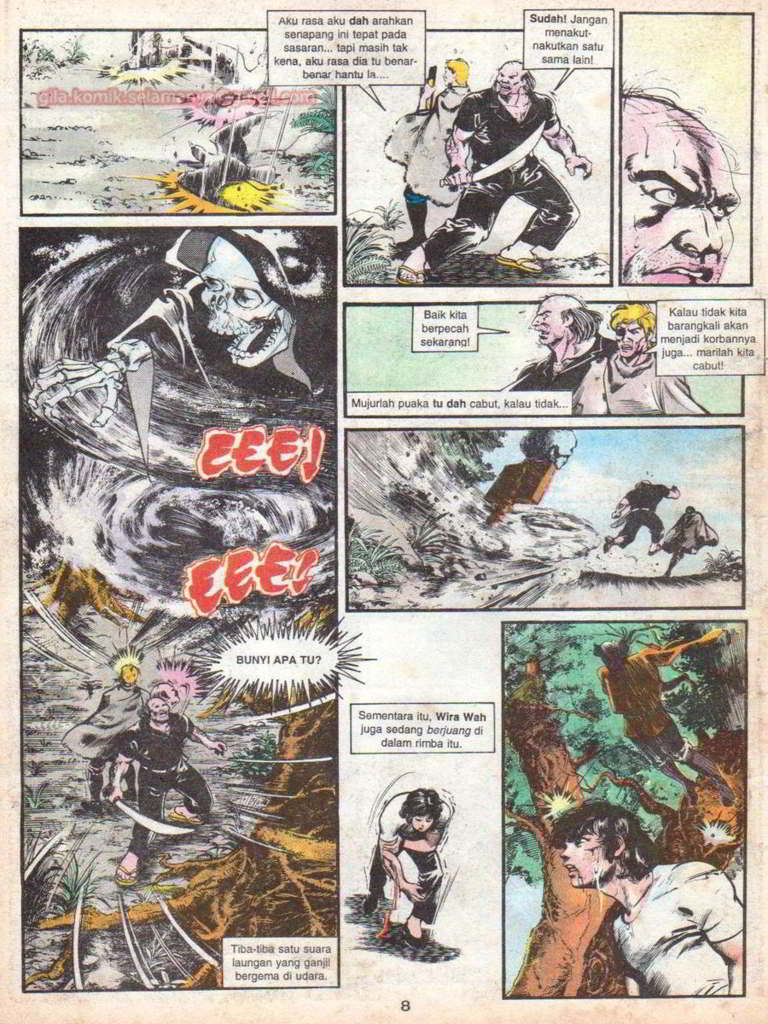 Aku rasa aku dah arahkan
senapang ini tepat pada
sasaran... tapi masih tak
kena, aku rasa dia tu benar-
benar hantu la....
Sudah! Jangan
menakut-
nakutkan satu
sama lain!
EEE!
EEE!
BUNYI APA TU?
Tiba-tiba satu suara
laungan yang ganjil
bergema di udara.
Baik kita
berpecah
sekarang!
Kalau tidak kita
barangkali akan
menjadi korbannya
juga... marilah kita
cabut!
Mujurlah puaka tu dah cabut, kalau tidak...
Sementara itu, Wira Wah
juga sedang berjuang di
dalam rimba itu.
8